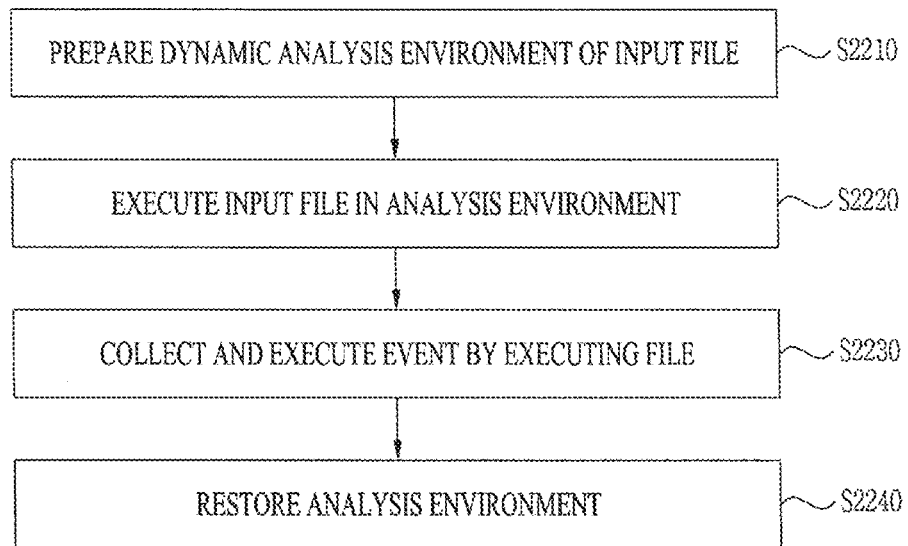 PREPARE DYNAMIC ANALYSIS ENVIRONMENT OF INPUT FILE
S2210
EXECUTE INPUT FILE IN ANALYSIS ENVIRONMENT
S2220
COLLECT AND EXECUTE EVENT BY EXECUTING FILE
S2230
RESTORE ANALYSIS ENVIRONMENT
S2240